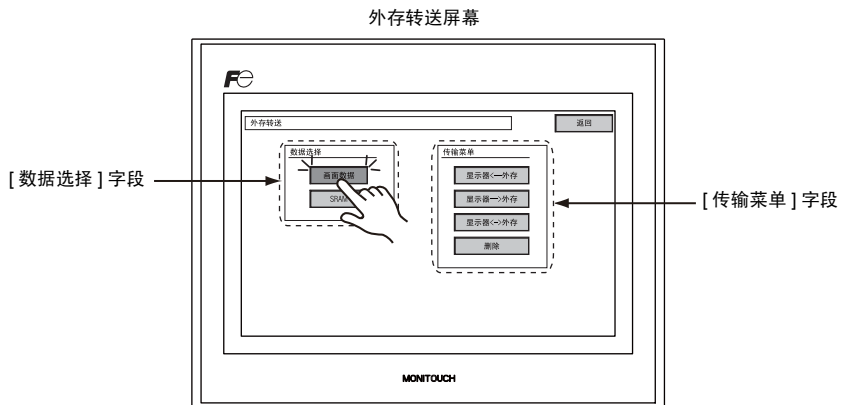 外存转送屏幕
Fe
外存转送
返回
[ 数据选择 ] 字段
数据选择
画面数据
SRAM
传输菜单
显示器<—外存
显示器—>外存
显示器<->外存
删除
[ 传输菜单 ] 字段
MONITOUCH